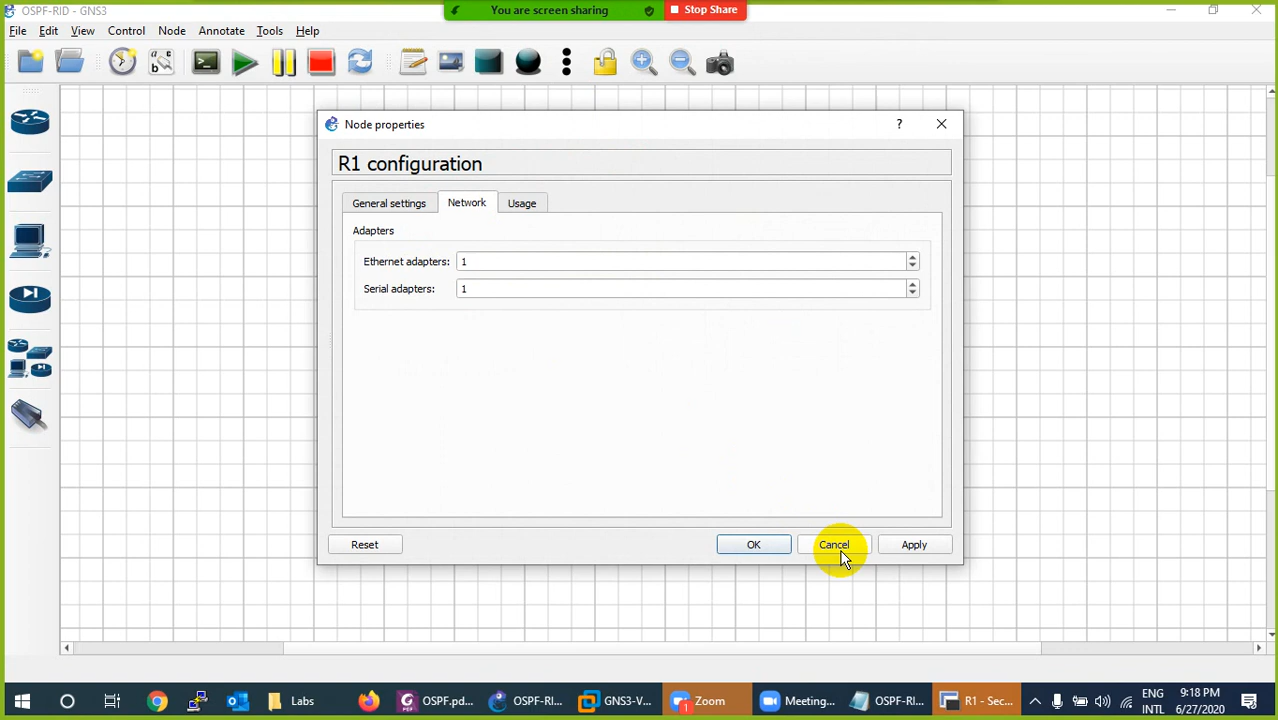 OSPF-RID - GNS3
You are screen sharing
Stop Share
File Edit View Control Node Annotate Tools Help
a c
b
Node properties
?
R1 configuration
General settings Network Usage
Adapters
Ethernet adapters: 1
Serial adapters: 1
Reset OK Cancel Apply
OSPF.pd... OSPF-RI... GNS3-V... Zoom Meeting... OSPF-RI... R1 - Sec...
Labs
1
ENG
INTL
9:18 PM
6/27/2020